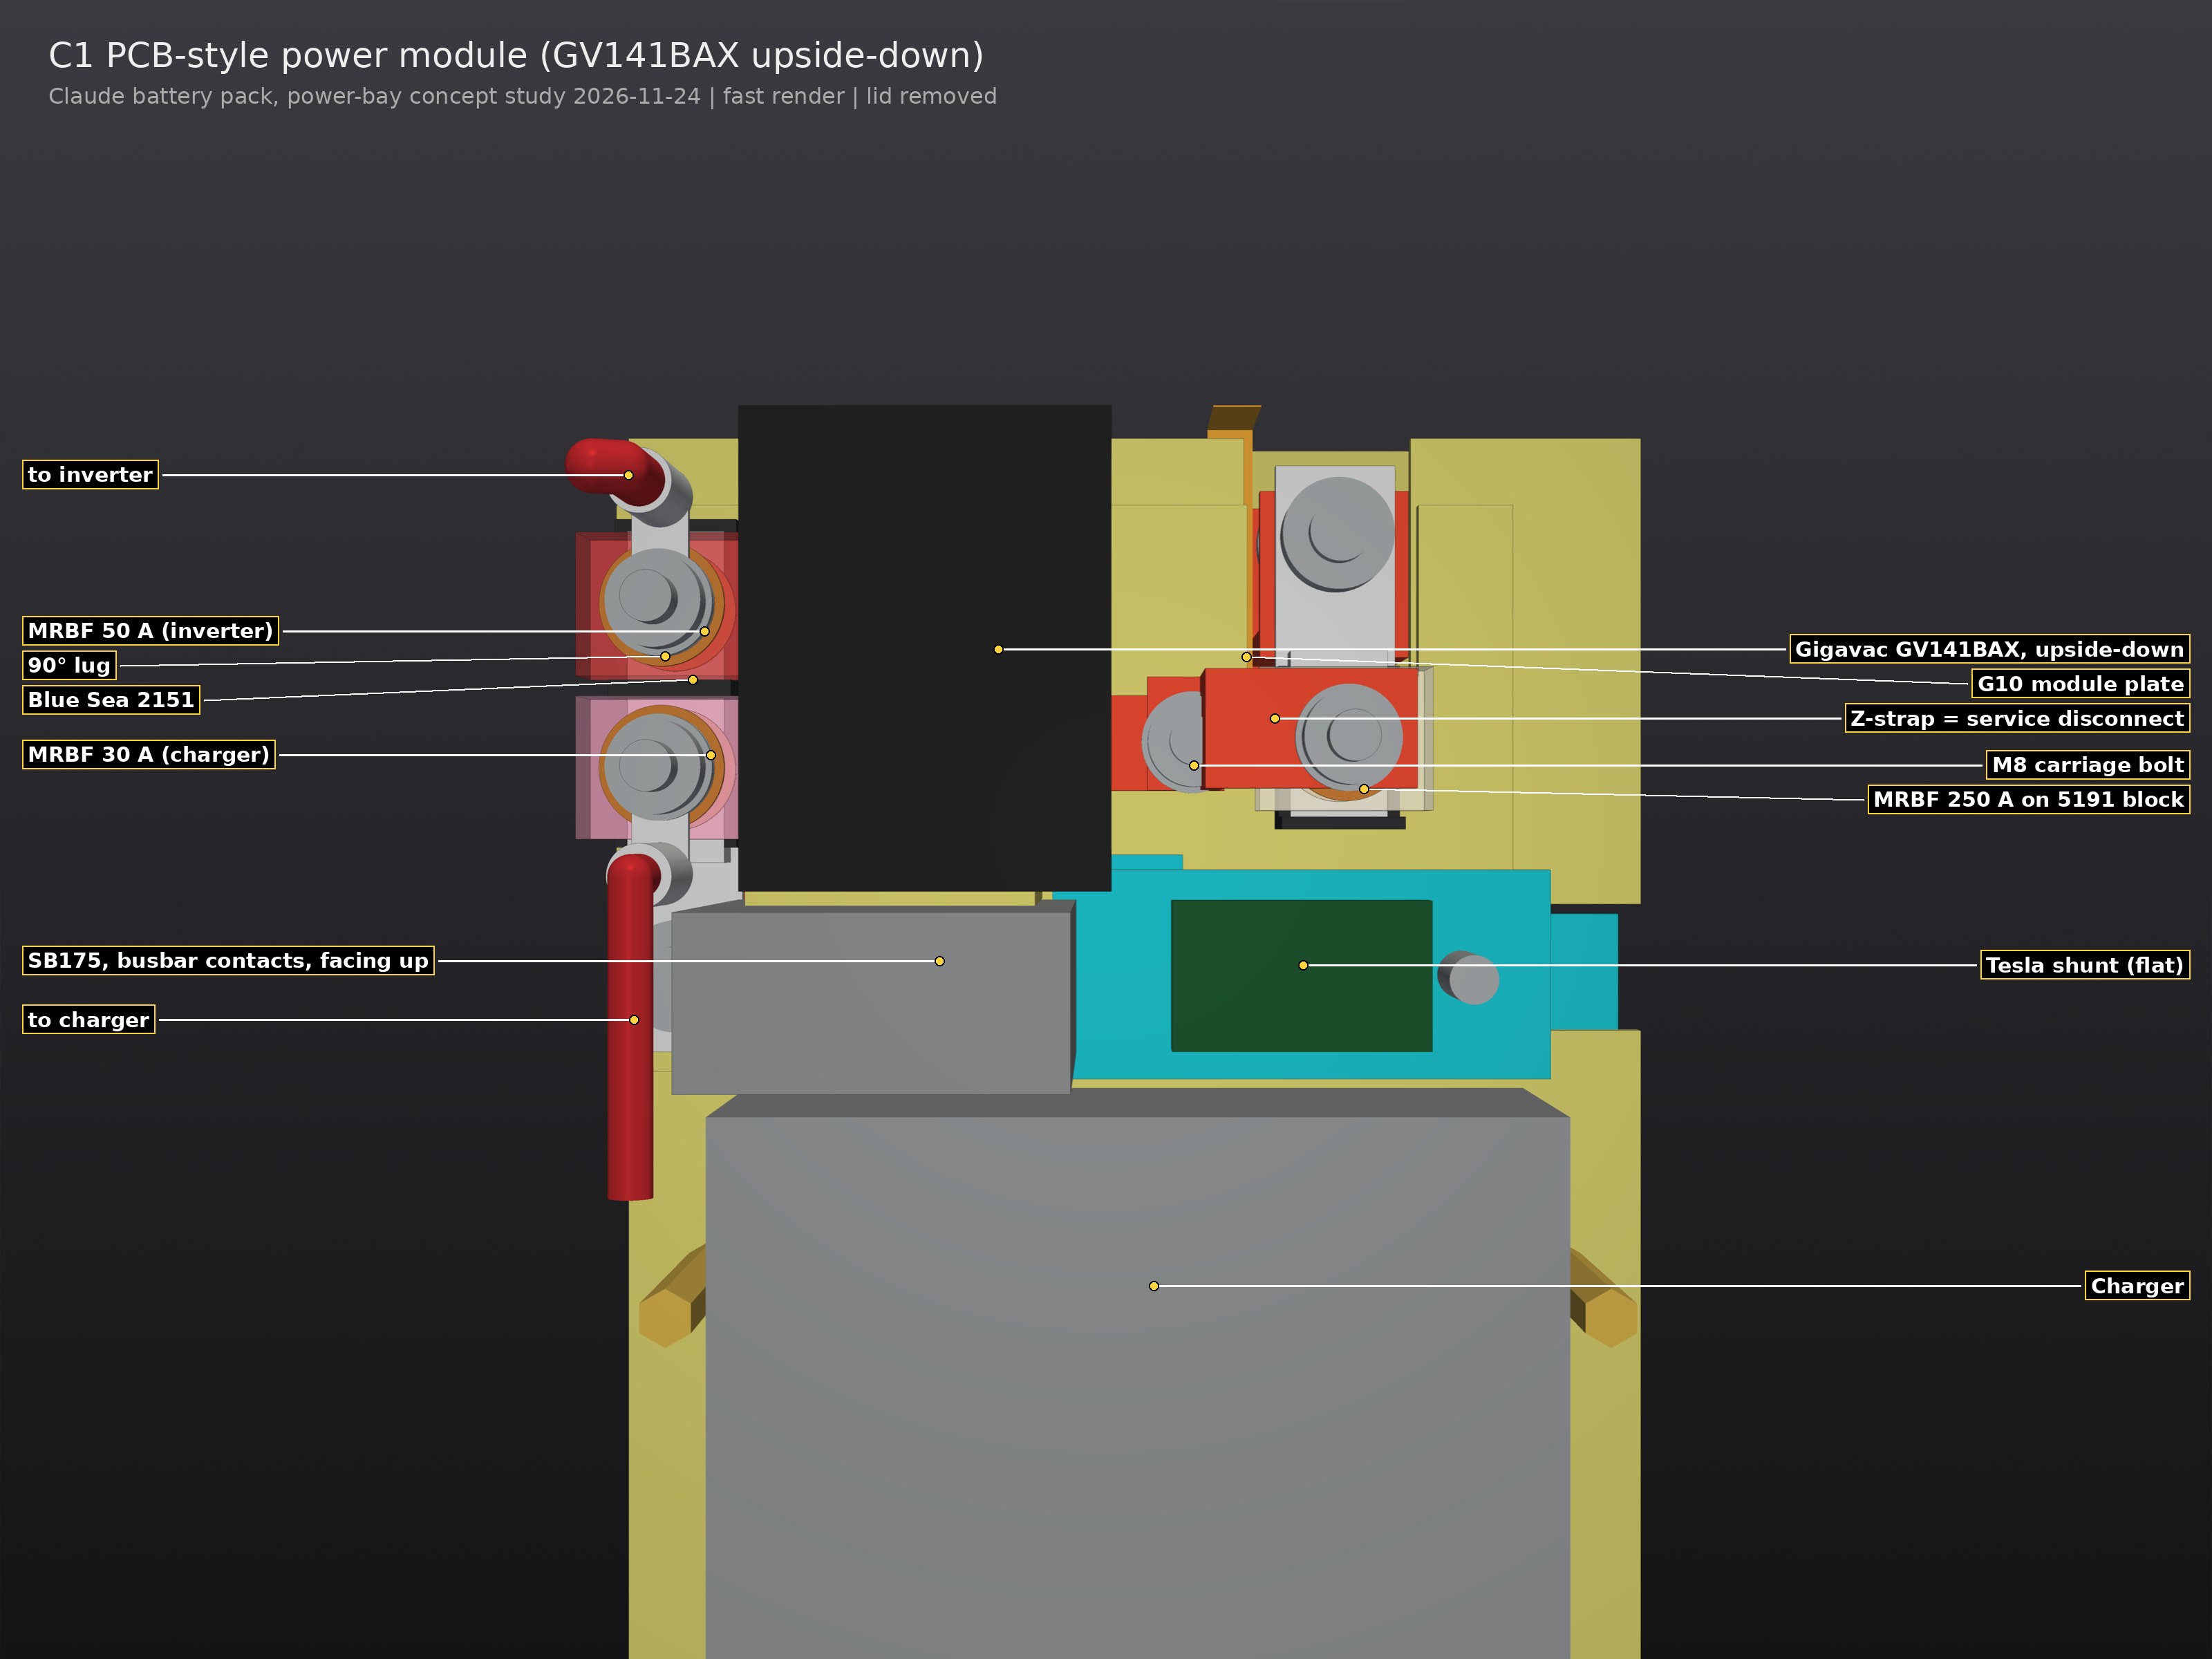 C1 PCB-style power module (GV141BAX upside-down)
Claude battery pack, power-bay concept study 2026-11-24 | fast render | lid removed
to inverter
MRBF 50 A (inverter)
90° lug
Blue Sea 2151
MRBF 30 A (charger)
SB175, busbar contacts, facing up
to charger
Gigavac GV141BAX, upside-down
G10 module plate
Z-strap = service disconnect
M8 carriage bolt
MRBF 250 A on 5191 block
Tesla shunt (flat)
Charger